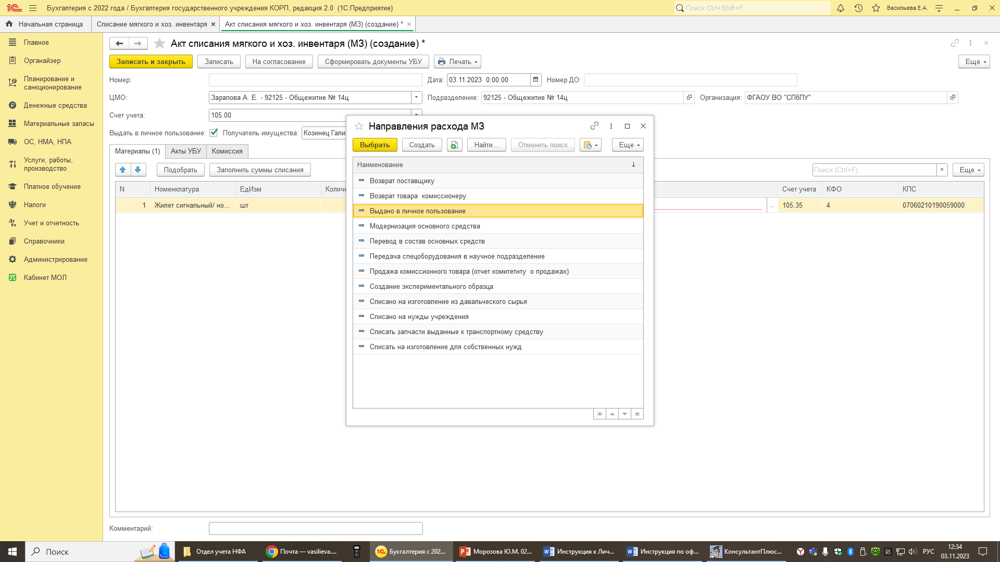 Бухгалтерия с 2022 года / Бухгалтерия государственного учреждения КОРП, редакция 2.0 (1С:Предприятие)
Поиск Ctrl+Shift+F
Васильева Е.А.
Начальная страница
Списание мягкого и хоз. инвентаря ×
Акт списания мягкого и хоз. инвентаря (МЗ) (создание) * ×
Главное
Органайзер
Планирование и
санкционирование
Денежные средства
Материальные запасы
ОС, НМА, НПА
Услуги, работы,
производство
Платное обучение
Налоги
Учет и отчетность
Справочники
Администрирование
Кабинет МОЛ
Акт списания мягкого и хоз. инвентаря (МЗ) (создание) *
Записать и закрыть
Записать
На согласование
Сформировать документы УБУ
Печать
Еще
Номер:
Дата: 03.11.2023 0:00:00
Номер ДО:
ЦМО: Зарапова А. Е. - 92125 - Общежитие № 14ц
Подразделение: 92125 - Общежитие № 14ц
Организация: ФГАОУ ВО "СПбПУ"
Счет учета: 105.00
Выдать в личное пользование:
Получатель имущества: Козинец Гали
Материалы (1)
Акты УБУ
Комиссия
Подобрать
Заполнить суммы списания
Поиск (Ctrl+F)
×
Еще
N
Номенклатура
ЕдИзм
Количе
Счет учета
КФО
КПС
1
Жилет сигнальный/ но...
шт
...
105.35
4
07060210190059000
Направления расхода МЗ
Выбрать
Создать
Найти...
Отменить поиск
Еще
Наименование
Возврат поставщику
Возврат товара комиссионеру
Выдано в личное пользование
Модернизация основного средства
Перевод в состав основных средств
Передача спецоборудования в научное подразделение
Продажа комиссионного товара (отчет комитетнту о продажах)
Создание экспериментального образца
Списано на изготовление из давальческого сырья
Списано на нужды учреждения
Списать запчасти выданные к транспортному средству
Списать на изготовление для собственных нужд
Комментарий:
Поиск
Отдел учета НФА
Почта — vasilieva....
Бухгалтерия с 202...
Морозова Ю.М. 02...
Инструкция к Лич...
Инструкция по оф...
КонсультантПлюс...
РУС
12:34
03.11.2023